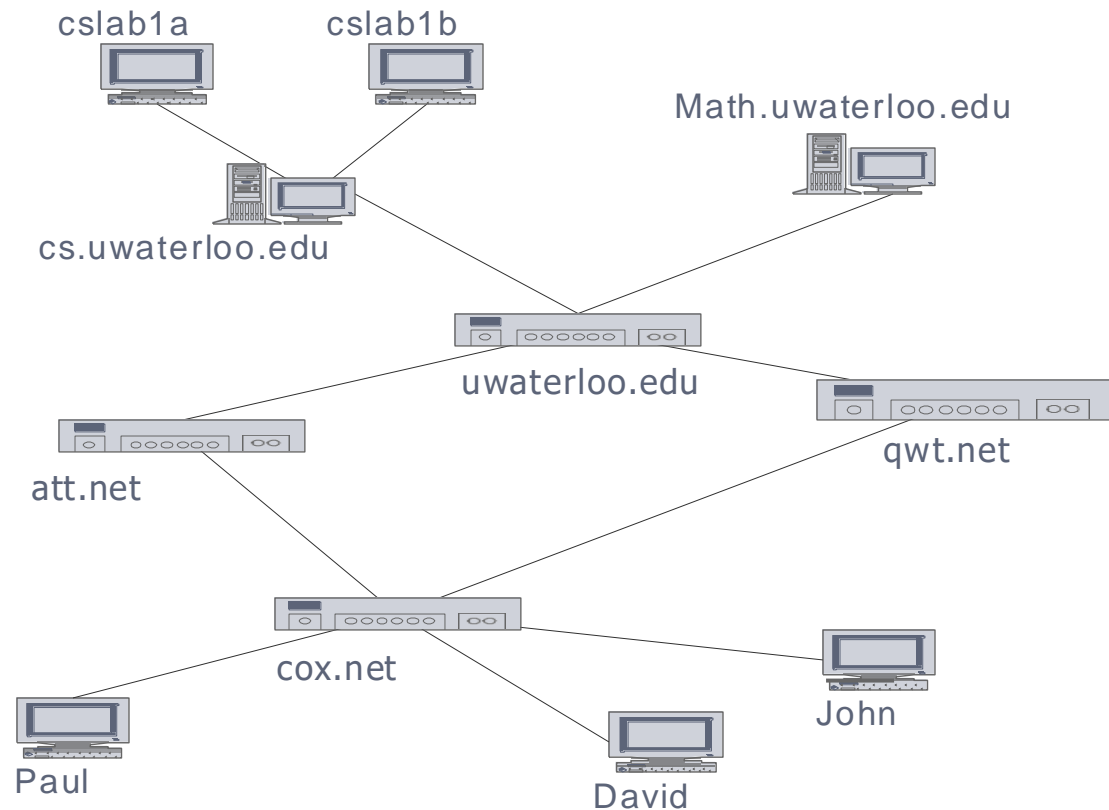 cslab1a
cslab1b
Math.uwaterloo.edu
cs.uwaterloo.edu
uwaterloo.edu
qwt.net
att.net
cox.net
John
Paul
David